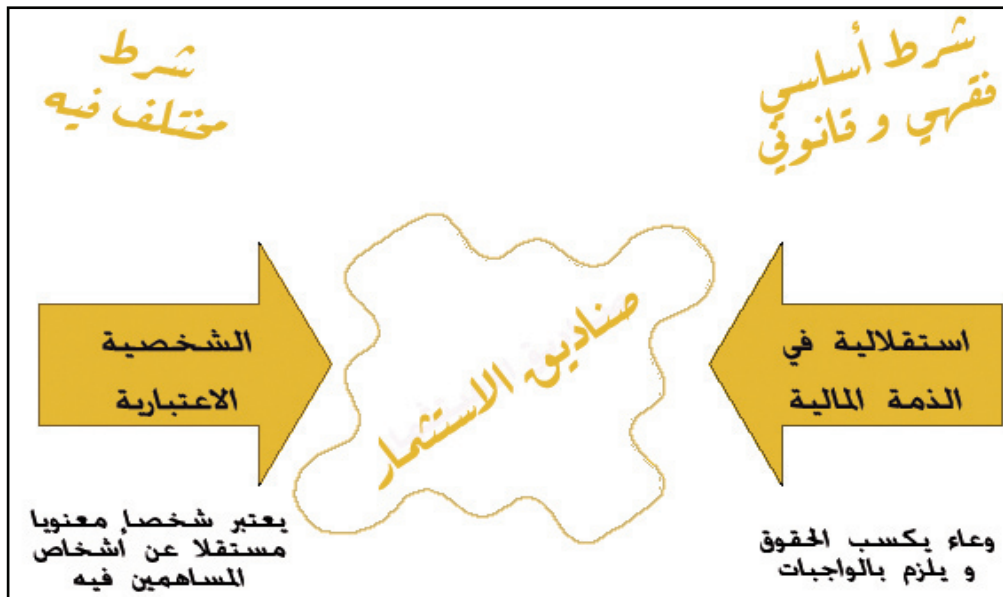 شرط أساسي
فقهي و قانوني
شرط
مختلف فيه
صناديق الاستثمار
استقلالية في
الذمة المالية
الشخصية
الاعتبارية
وعاء يكسب الحقوق
و يلزم بالواجبات
يعتبر شخصا معنويا
مستقلا عن أشخاص
المساهمين فيه